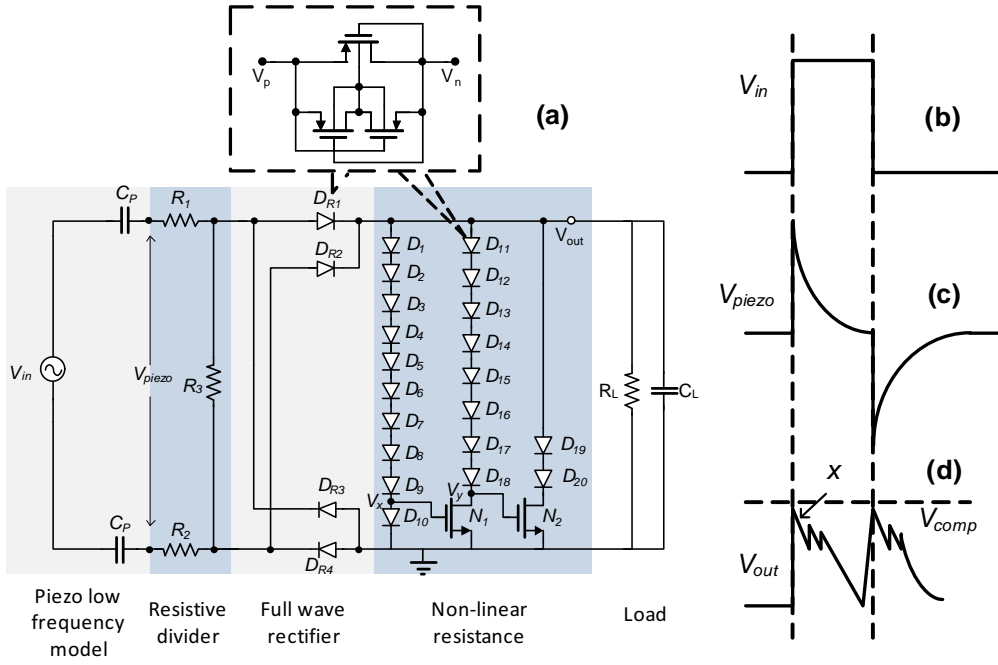 V_p
V_n
(a)
C_P
R_1
D_R1
D_R2
V_out
V_in
V_piezo
R_3
D_1
D_2
D_3
D_4
D_5
D_6
D_7
D_8
D_9
D_10
D_11
D_12
D_13
D_14
D_15
D_16
D_17
D_18
D_19
D_20
V_x
V_y
N_1
N_2
R_L
C_L
D_R3
D_R4
C_P
R_2
Piezo low
frequency
model
Resistive
divider
Full wave
rectifier
Non-linear
resistance
Load
V_in
(b)
V_piezo
(c)
(d)
x
V_comp
V_out